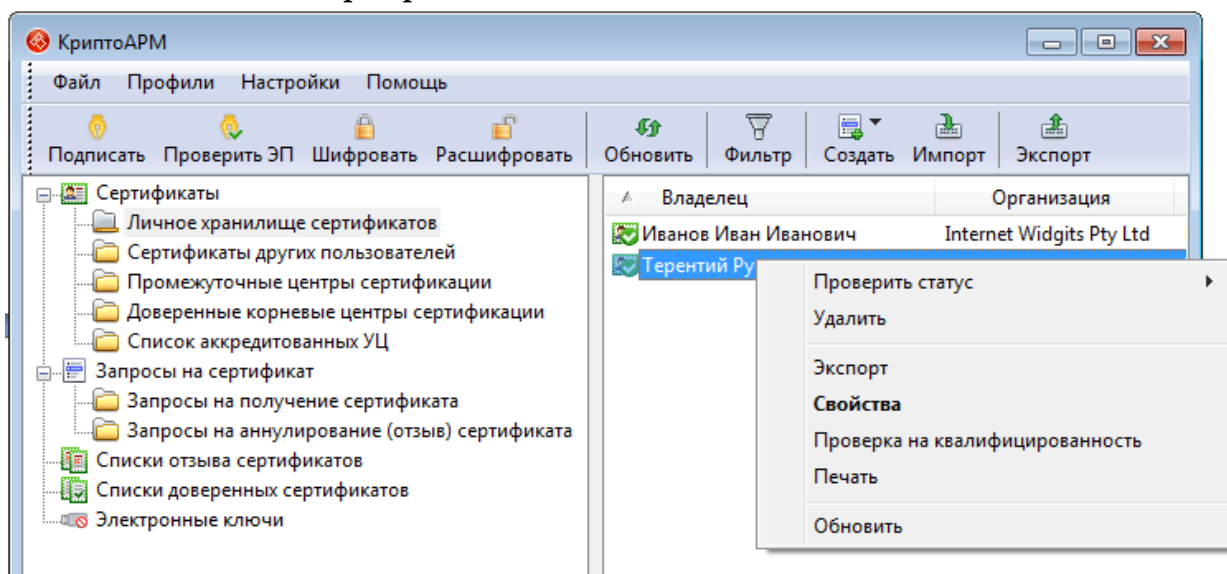 КриптоАРМ
Файл Профили Настройки Помощь
Подписать Проверить ЭП Шифровать Расшифровать Обновить Фильтр Создать Импорт Экспорт
Сертификаты
Личное хранилище сертификатов
Сертификаты других пользователей
Промежуточные центры сертификации
Доверенные корневые центры сертификации
Список аккредитованных УЦ
Запросы на сертификат
Запросы на получение сертификата
Запросы на аннулирование (отзыв) сертификата
Списки отзыва сертификатов
Списки доверенных сертификатов
Электронные ключи
Владелец Организация
Иванов Иван Иванович Internet Widgits Pty Ltd
Терентий Ру
Проверить статус
Удалить
Экспорт
Свойства
Проверка на квалифицированность
Печать
Обновить